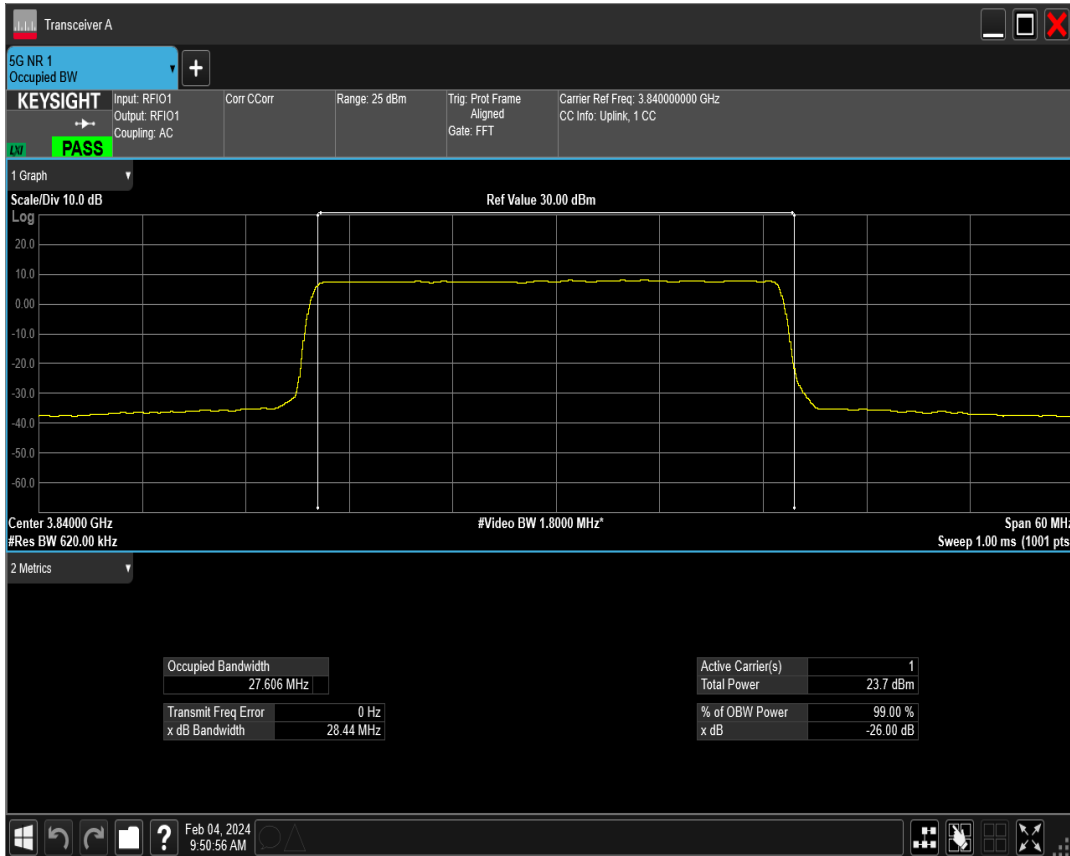 Transceiver A
5G NR 1
Occupied BW
KEYSIGHT
LXI
PASS
Input: RFIO1
Output: RFIO1
Coupling: AC
Corr CCorr
Range: 25 dBm
Trig: Prot Frame
Aligned
Gate: FFT
Carrier Ref Freq: 3.840000000 GHz
CC Info: Uplink, 1 CC
1 Graph
Scale/Div 10.0 dB
Ref Value 30.00 dBm
Log
20.0
10.0
0.00
-10.0
-20.0
-30.0
-40.0
-50.0
-60.0
Center 3.84000 GHz
#Video BW 1.8000 MHz*
Span 60 MHz
#Res BW 620.00 kHz
Sweep 1.00 ms (1001 pts
2 Metrics
Occupied Bandwidth
27.606 MHz
Transmit Freq Error 0 Hz
x dB Bandwidth 28.44 MHz
Active Carrier(s) 1
Total Power 23.7 dBm
% of OBW Power 99.00 %
x dB -26.00 dB
?
Feb 04, 2024
9:50:56 AM